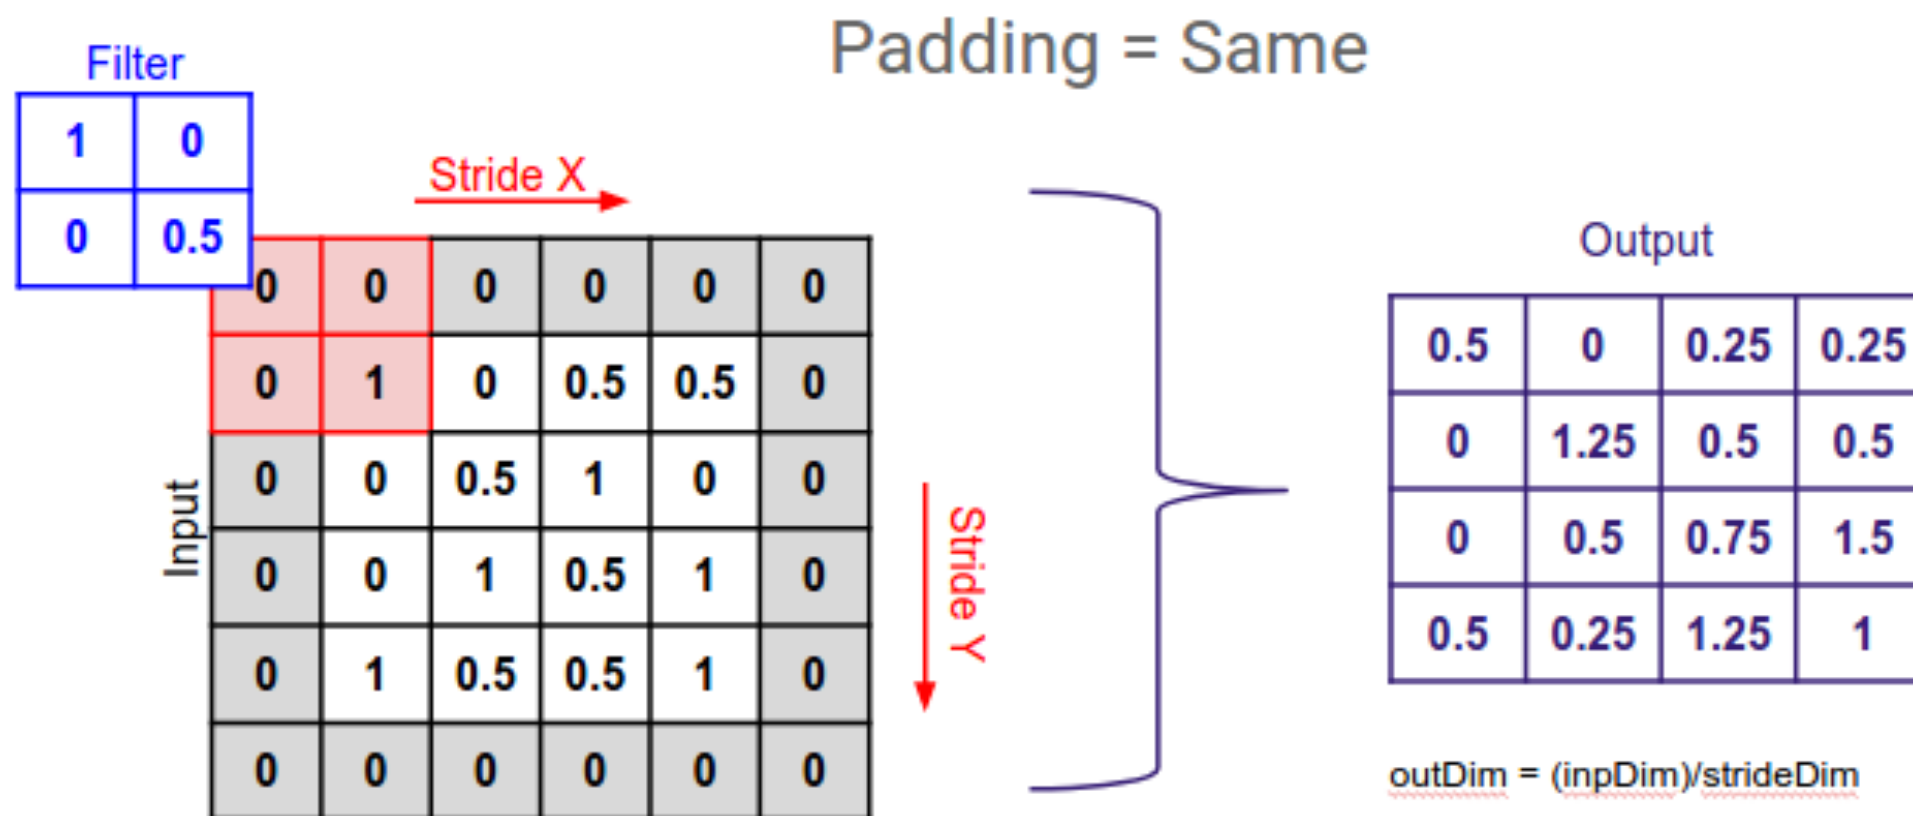 Padding = Same
Filter
1 0
0 0.5
Stride X
Input
0 0 0 0 0 0
0 1 0 0.5 0.5 0
0 0 0.5 1 0 0
0 0 1 0.5 1 0
0 1 0.5 0.5 1 0
0 0 0 0 0 0
Stride Y
Output
0.5 0 0.25 0.25
0 1.25 0.5 0.5
0 0.5 0.75 1.5
0.5 0.25 1.25 1
outDim = (inpDim)/strideDim